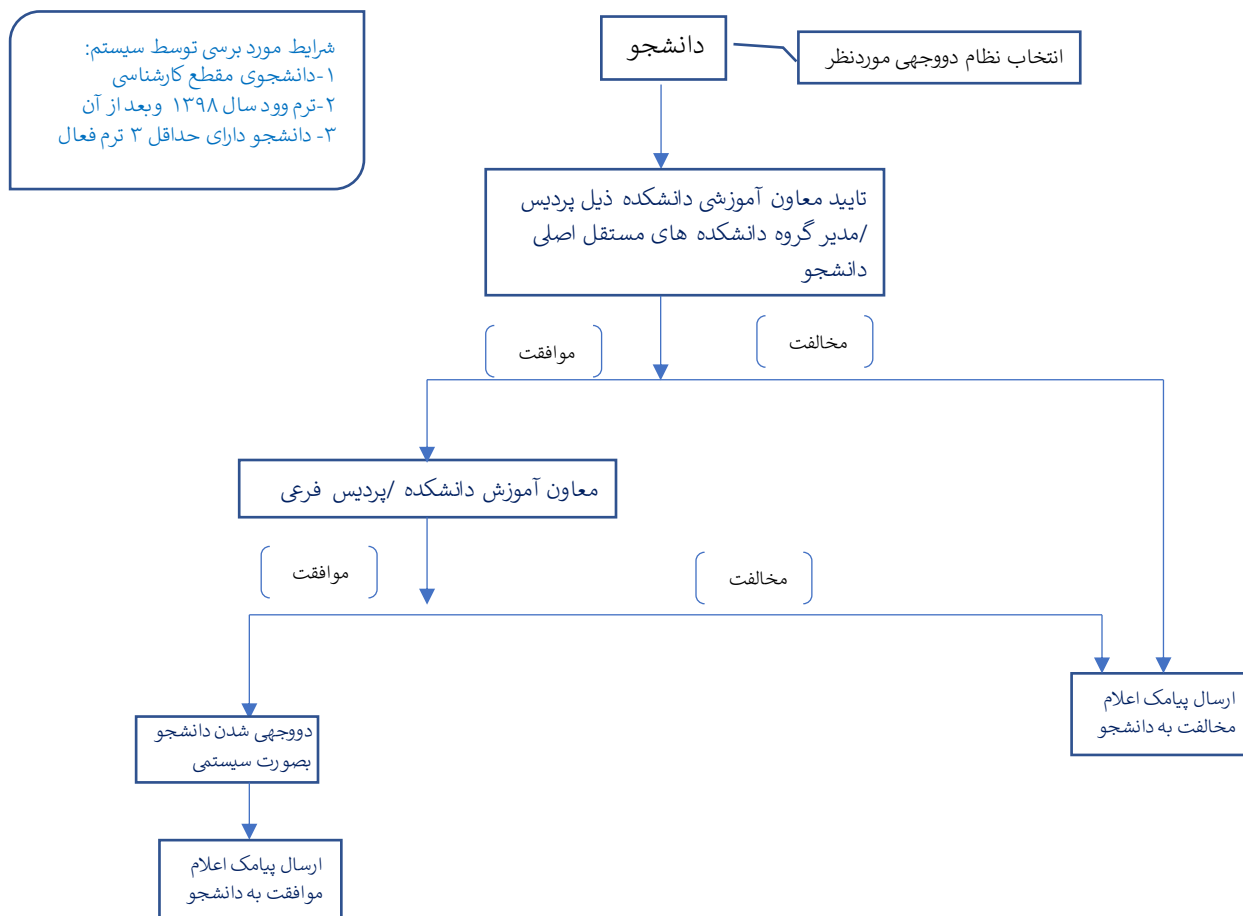 شرایط مورد برسی توسط سیستم:
۱-دانشجوی مقطع کارشناسی
۲-ترم وود سال ۱۳۹۸ وبعد از آن
۳- دانشجو دارای حداقل ۳ ترم فعال
دانشجو
انتخاب نظام دووجهی موردنظر
تایید معاون آموزشی دانشکده ذیل پردیس
/مدیر گروه دانشکده های مستقل اصلی
دانشجو
مخالفت
موافقت
معاون آموزش دانشکده /پردیس فرعی
موافقت
مخالفت
ارسال پیامک اعلام
مخالفت به دانشجو
دووجهی شدن دانشجو
بصورت سیستمی
ارسال پیامک اعلام
موافقت به دانشجو